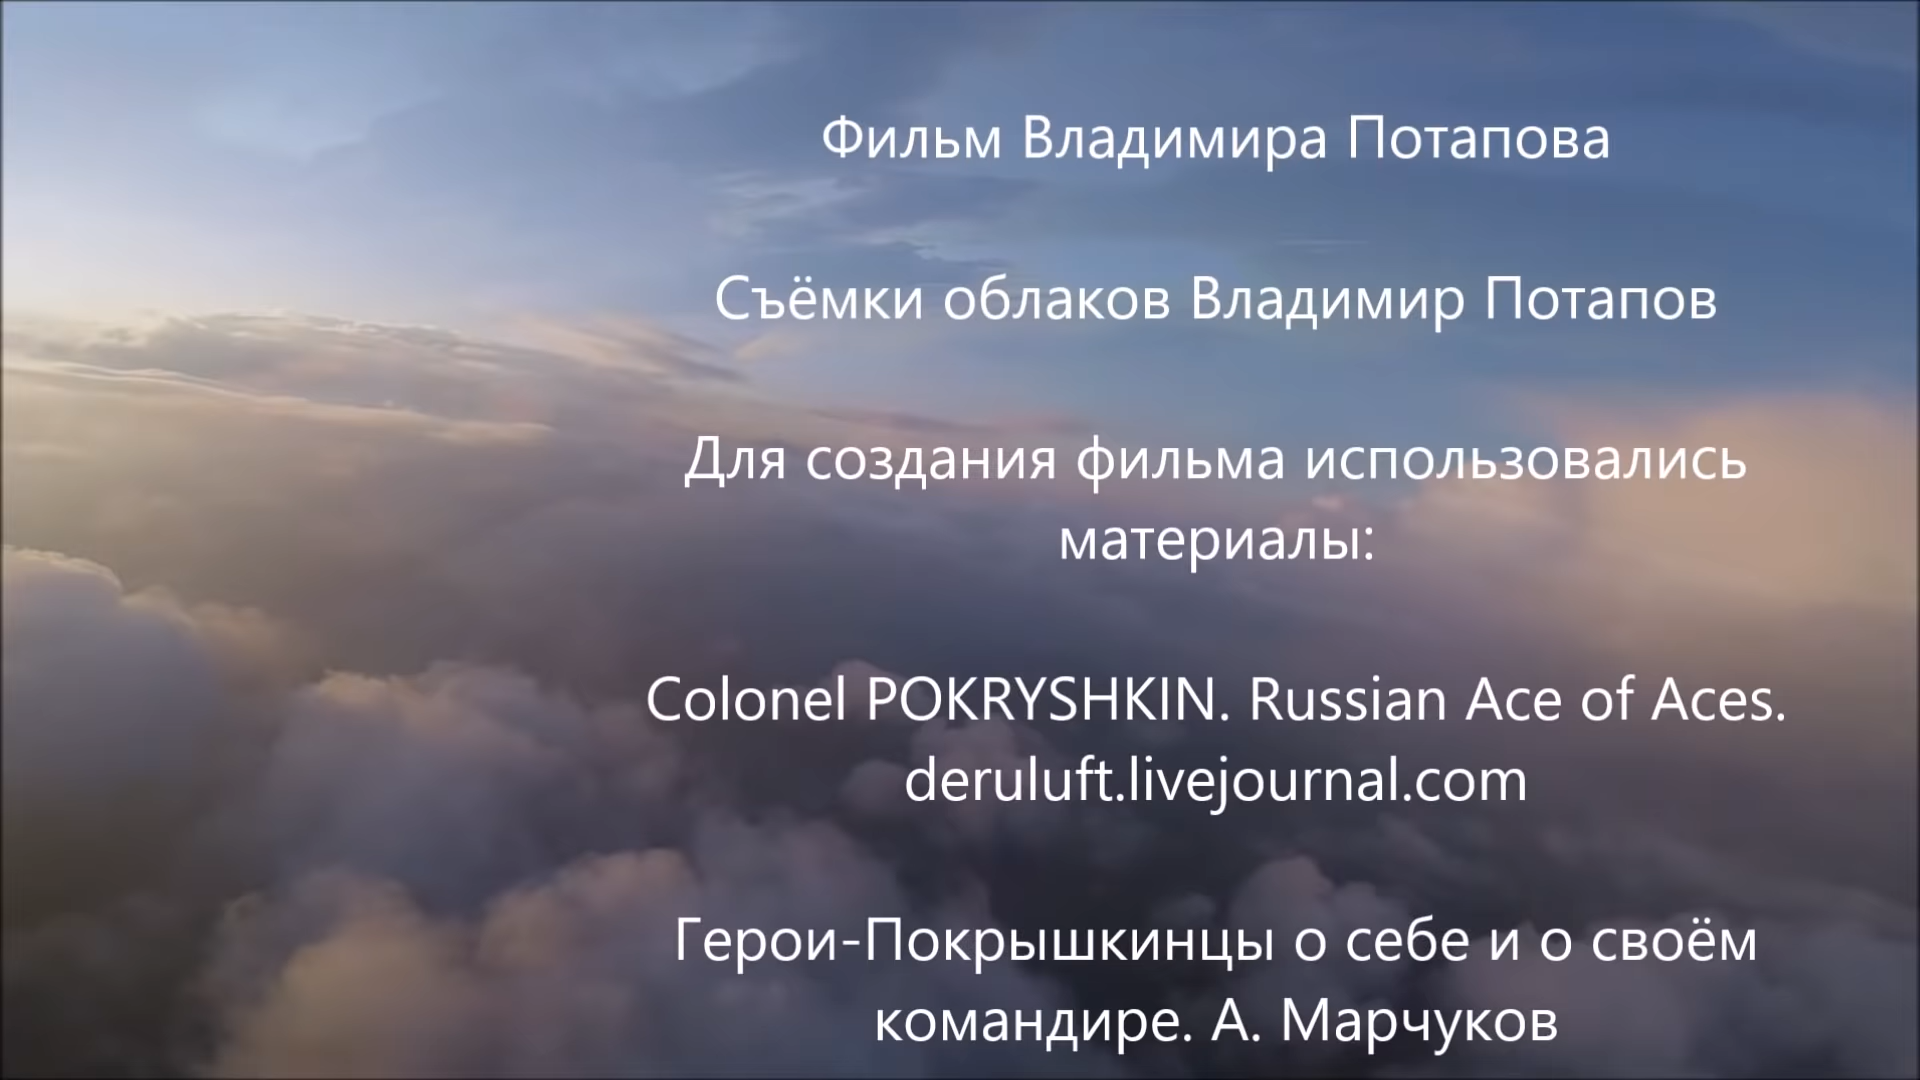 Фильм Владимира Потапова
Съёмки облаков Владимир Потапов
Для создания фильма использовались
материалы:
Colonel POKRYSHKIN. Russian Ace of Aces.
deruluft.livejournal.com
Герои-Покрышкинцы о себе и о своём
командире. А. Марчуков